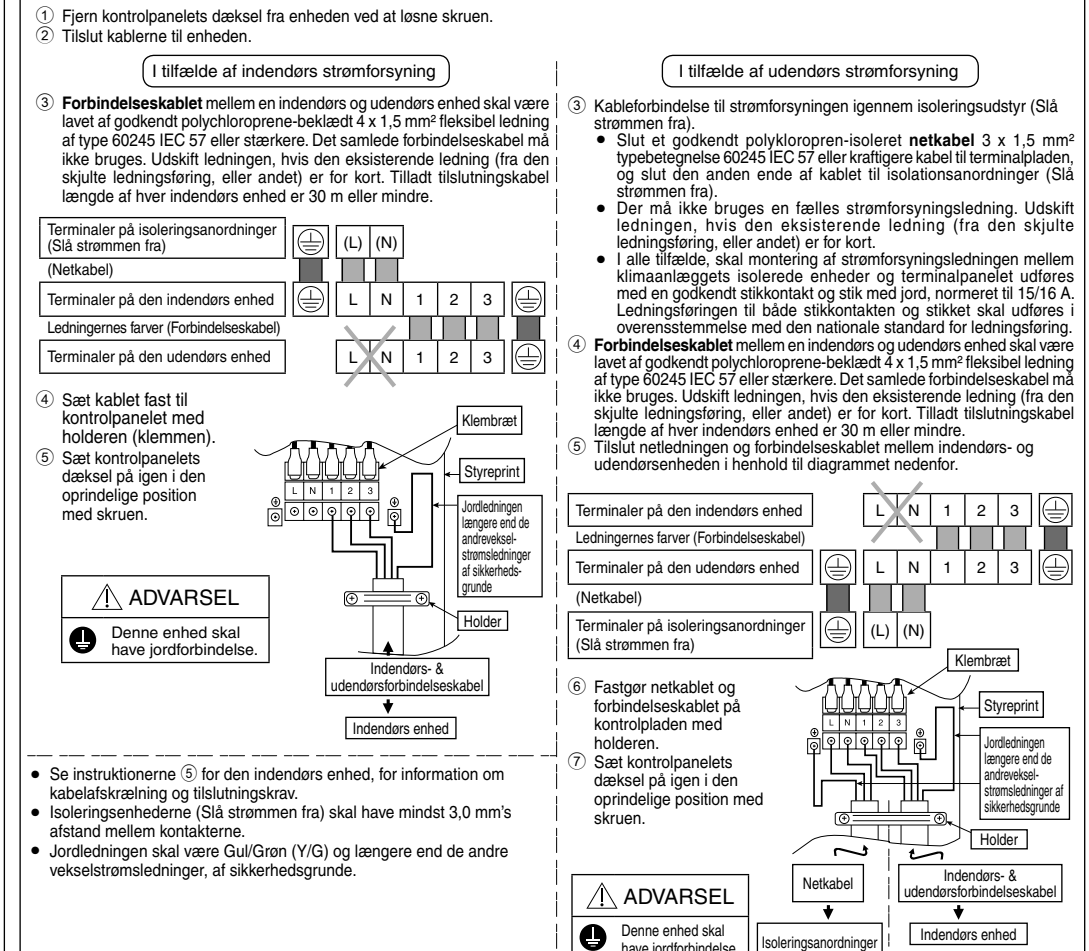 ① Fjern kontrolpanelets dæksel fra enheden ved at løsne skruen.
② Tilslut kablerne til enheden.
I tilfælde af indendørs strømforsyning
③ Forbindelseskablet mellem en indendørs og udendørs enhed skal være
lavet af godkendt polychloroprene-beklædt 4 x 1,5 mm² fleksibel ledning
af type 60245 IEC 57 eller stærkere. Det samlede forbindelseskabel må
ikke bruges. Udskift ledningen, hvis den eksisterende ledning (fra den
skjulte ledningsføring, eller andet) er for kort. Tilladt tilslutningskabel
længde af hver indendørs enhed er 30 m eller mindre.
Terminaler på isoleringsanordninger
(Slå strømmen fra)
(L) (N)
(Netkabel)
Terminaler på den indendørs enhed
L N 1 2 3
Ledningernes farver (Forbindelseskabel)
Terminaler på den udendørs enhed
L N 1 2 3
④ Sæt kablet fast til
kontrolpanelet med
holderen (klemmen).
⑤ Sæt kontrolpanelets
dæksel på igen i den
oprindelige position
med skruen.
Klembræt
Styreprint
L N 1 2 3
Jordledningen
længere end de
andreveksel-
strømsledninger
af sikkerheds-
grunde
Holder
Indendørs- &
udendørsforbindelseskabel
Indendørs enhed
ADVARSEL
Denne enhed skal
have jordforbindelse.
• Se instruktionerne ⑤ for den indendørs enhed, for information om
kabelafskrælning og tilslutningskrav.
• Isoleringsenhederne (Slå strømmen fra) skal have mindst 3,0 mm's
afstand mellem kontakterne.
• Jordledningen skal være Gul/Grøn (Y/G) og længere end de andre
vekselstrømsledninger, af sikkerhedsgrunde.
I tilfælde af udendørs strømforsyning
③ Kableforbindelse til strømforsyningen igennem isoleringsudstyr (Slå
strømmen fra).
• Slut et godkendt polykloropren-isoleret netkabel 3 x 1,5 mm²
typebetegnelse 60245 IEC 57 eller kraftigere kabel til terminalpladen,
og slut den anden ende af kablet til isolationsanordninger (Slå
strømmen fra).
• Der må ikke bruges en fælles strømforsyningsledning. Udskift
ledningen, hvis den eksisterende ledning (fra den skjulte
ledningsføring, eller andet) er for kort.
• I alle tilfælde, skal montering af strømforsyningsledningen mellem
klimaanlæggets isolerede enheder og terminalpanelet udføres
med en godkendt stikkontakt og stik med jord, normeret til 15/16 A.
Ledningsføringen til både stikkontakten og stikket skal udføres i
overensstemmelse med den nationale standard for ledningsføring.
④ Forbindelseskablet mellem en indendørs og udendørs enhed skal være
lavet af godkendt polychloroprene-beklædt 4 x 1,5 mm² fleksibel ledning
af type 60245 IEC 57 eller stærkere. Det samlede forbindelseskabel må
ikke bruges. Udskift ledningen, hvis den eksisterende ledning (fra den
skjulte ledningsføring, eller andet) er for kort. Tilladt tilslutningskabel
længde af hver indendørs enhed er 30 m eller mindre.
⑤ Tilslut netledningen og forbindelseskablet mellem indendørs- og
udendørsenheden i henhold til diagrammet nedenfor.
Terminaler på den indendørs enhed
L N 1 2 3
Ledningernes farver (Forbindelseskabel)
Terminaler på den udendørs enhed
L N 1 2 3
(Netkabel)
Terminaler på isoleringsanordninger
(Slå strømmen fra)
(L) (N)
⑥ Fastgør netkablet og
forbindelseskablet på
kontrolpladen med
holderen.
⑦ Sæt kontrolpanelets
dæksel på igen i den
oprindelige position med
skruen.
Klembræt
Styreprint
L N 1 2 3
Jordledningen
længere end de
andreveksel-
strømsledninger af
sikkerhedsgrunde
Holder
Netkabel
Indendørs- &
udendørsforbindelseskabel
Isoleringsanordninger
Indendørs enhed
ADVARSEL
Denne enhed skal
have jordforbindelse.